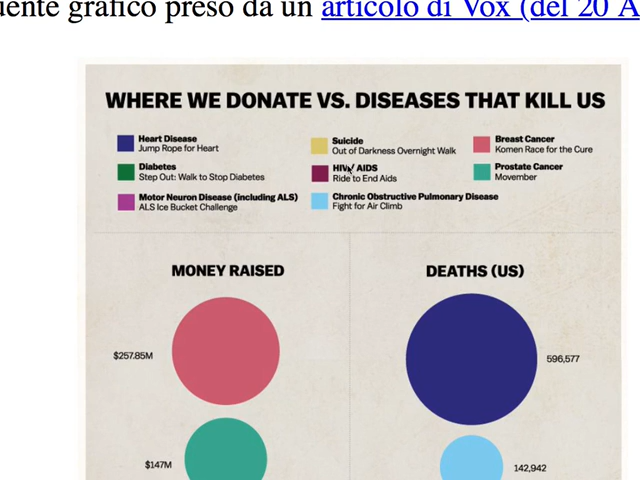 uente grafico preso da un articolo di Vox (del 20 A
WHERE WE DONATE VS. DISEASES THAT KILL US
Heart Disease
Jump Rope for Heart
Diabetes
Step Out: Walk to Stop Diabetes
Motor Neuron Disease (including ALS)
ALS Ice Bucket Challenge
Suicide
Out of Darkness Overnight Walk
HIV/ AIDS
Ride to End Aids
Chronic Obstructive Pulmonary Disease
Fight for Air Climb
Breast Cancer
Komen Race for the Cure
Prostate Cancer
Movember
MONEY RAISED
DEATHS (US)
$257.85M
596,577
$147M
142,942